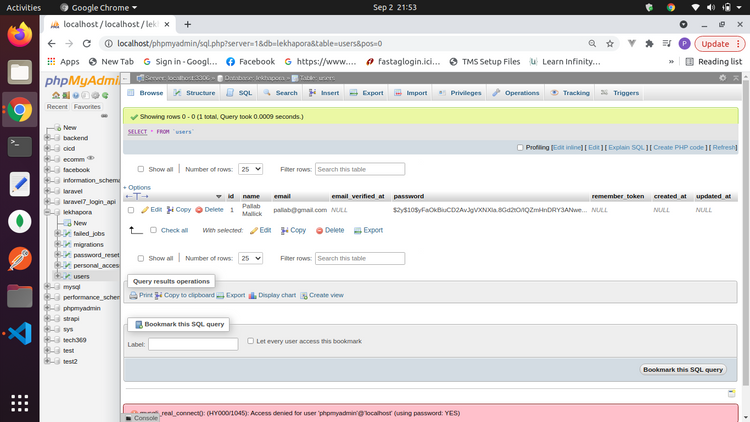 Activities
Google Chrome
Sep 2 21:53
localhost / localhost / lekh
localhost/phpmyadmin/sql.php?server=1&db=lekhapora&table=users&pos=0
P
Update
Apps
New Tab
G Sign in - Google...
Facebook
https://www....
fastaglogin.ici...
TMS Setup Files
Learn Infinity...
»
Reading list
phpMyAdmin
Recent
Favorites
New
backend
cicd
ecomm
facebook
information_schema
laravel
laravel7_login_api
lekhapora
New
failed_jobs
migrations
password_reset
personal_access
users
mysql
performance_schem
phpmyadmin
strapi
sys
tech369
test
test2
Server: localhost:3306 » Database: lekhapora » Table: users
Browse
Structure
SQL
Search
Insert
Export
Import
Privileges
Operations
Tracking
Triggers
Showing rows 0 - 0 (1 total, Query took 0.0009 seconds.)
SELECT * FROM `users`
Profiling [Edit inline] [ Edit ] [ Explain SQL ] [ Create PHP code ] [ Refresh]
Show all
Number of rows:
25
Filter rows:
Search this table
+ Options
id
name
email
email_verified_at
password
remember_token
created_at
updated_at
Edit
Copy
Delete
1
Pallab
Mallick
pallab@gmail.com
NULL
NULL
NULL
NULL
Check all
With selected:
Edit
Copy
Delete
Export
Show all
Number of rows:
25
Filter rows:
Search this table
Query results operations
Print
Copy to clipboard
Export
Display chart
Create view
Bookmark this SQL query
Label:
Let every user access this bookmark
Bookmark this SQL query
_real_connect(): (HY000/1045): Access denied for user 'phpmyadmin'@'localhost' (using password: YES)
Console